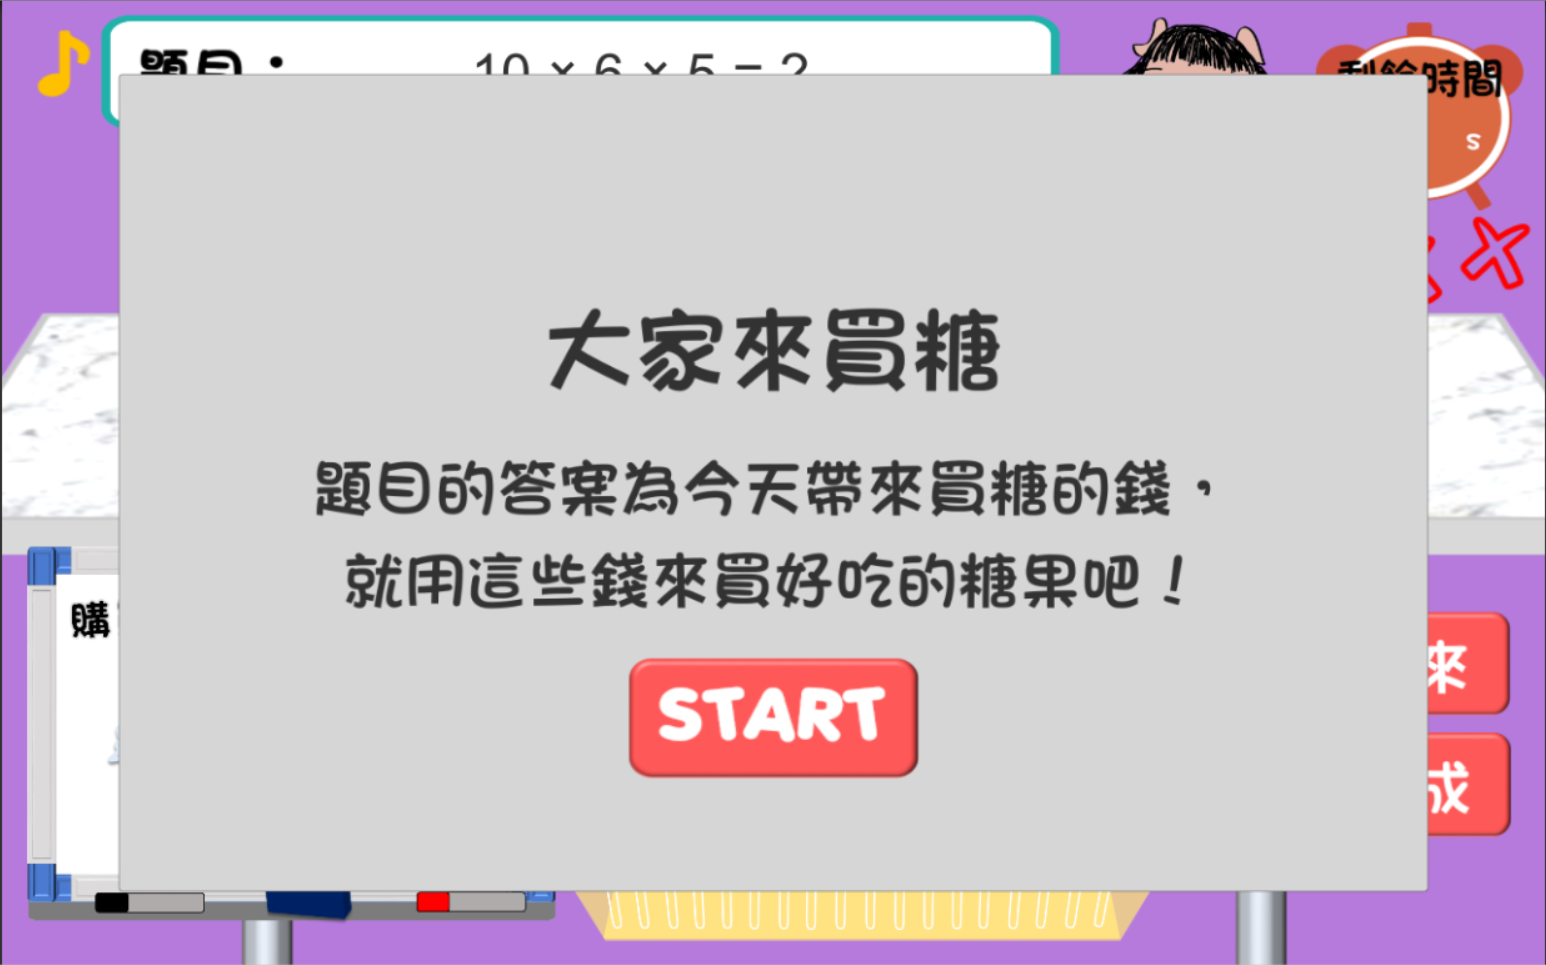 題目： 10 × 6 × 5 = ?
剩餘時間
s
大家來買糖
題目的答案為今天帶來買糖的錢，
就用這些錢來買好吃的糖果吧！
購
來
START
成